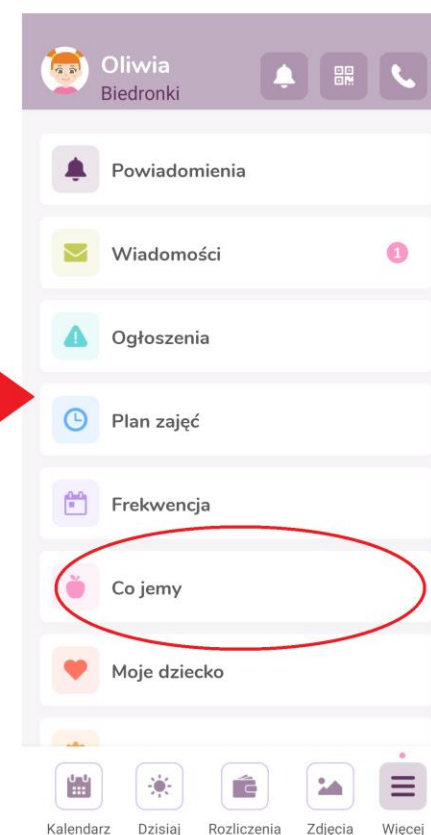 Oliwia
Biedronki
Powiadomienia
Wiadomości 1
Ogłoszenia
Plan zajęć
Frekwencja
Co jemy
Moje dziecko
Kalendarz Dzisiaj Rozliczenia Zdjęcia Więcej